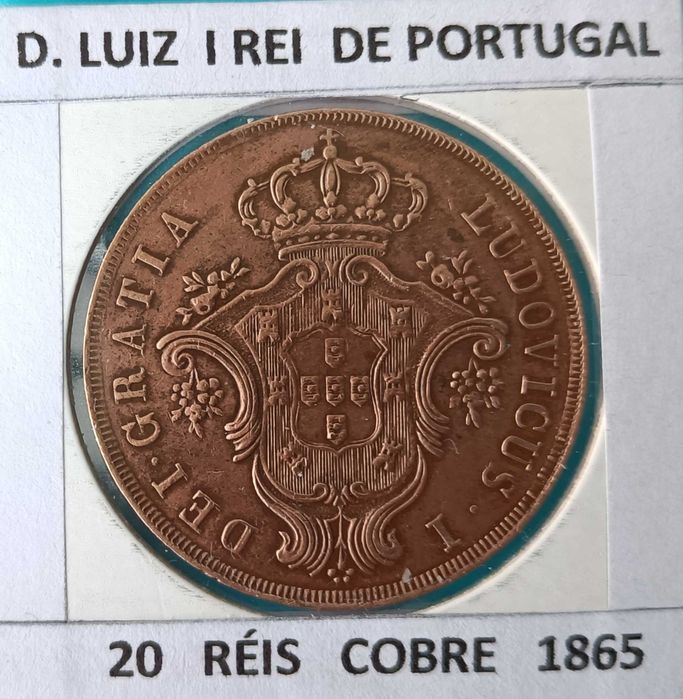 D. LUIZ I REI DE PORTUGAL
LUDOVICUS · I ·
DEI · GRATIA
20 RÉIS COBRE 1865